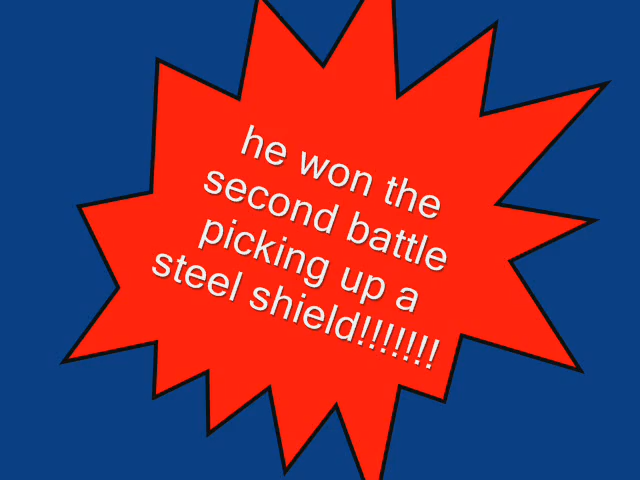 he won the
second battle
picking up a
steel shield!!!!!!!